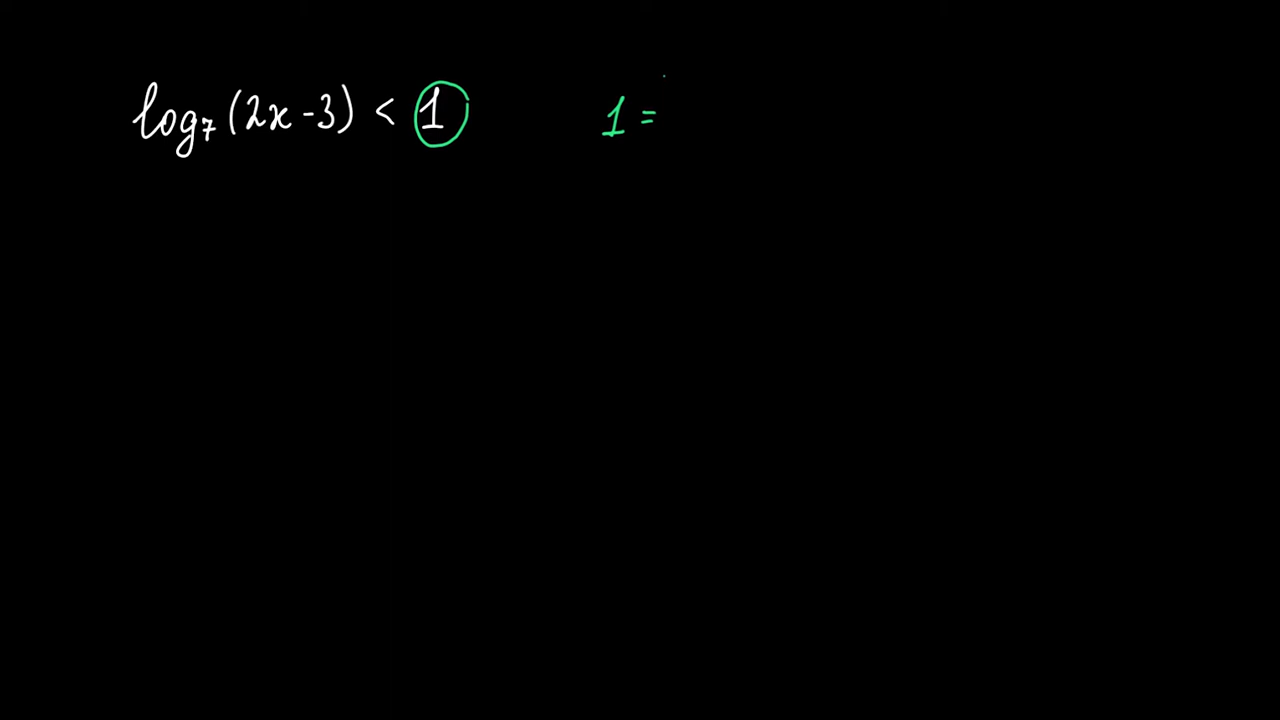 log₇ (2x - 3) < 1 1 =